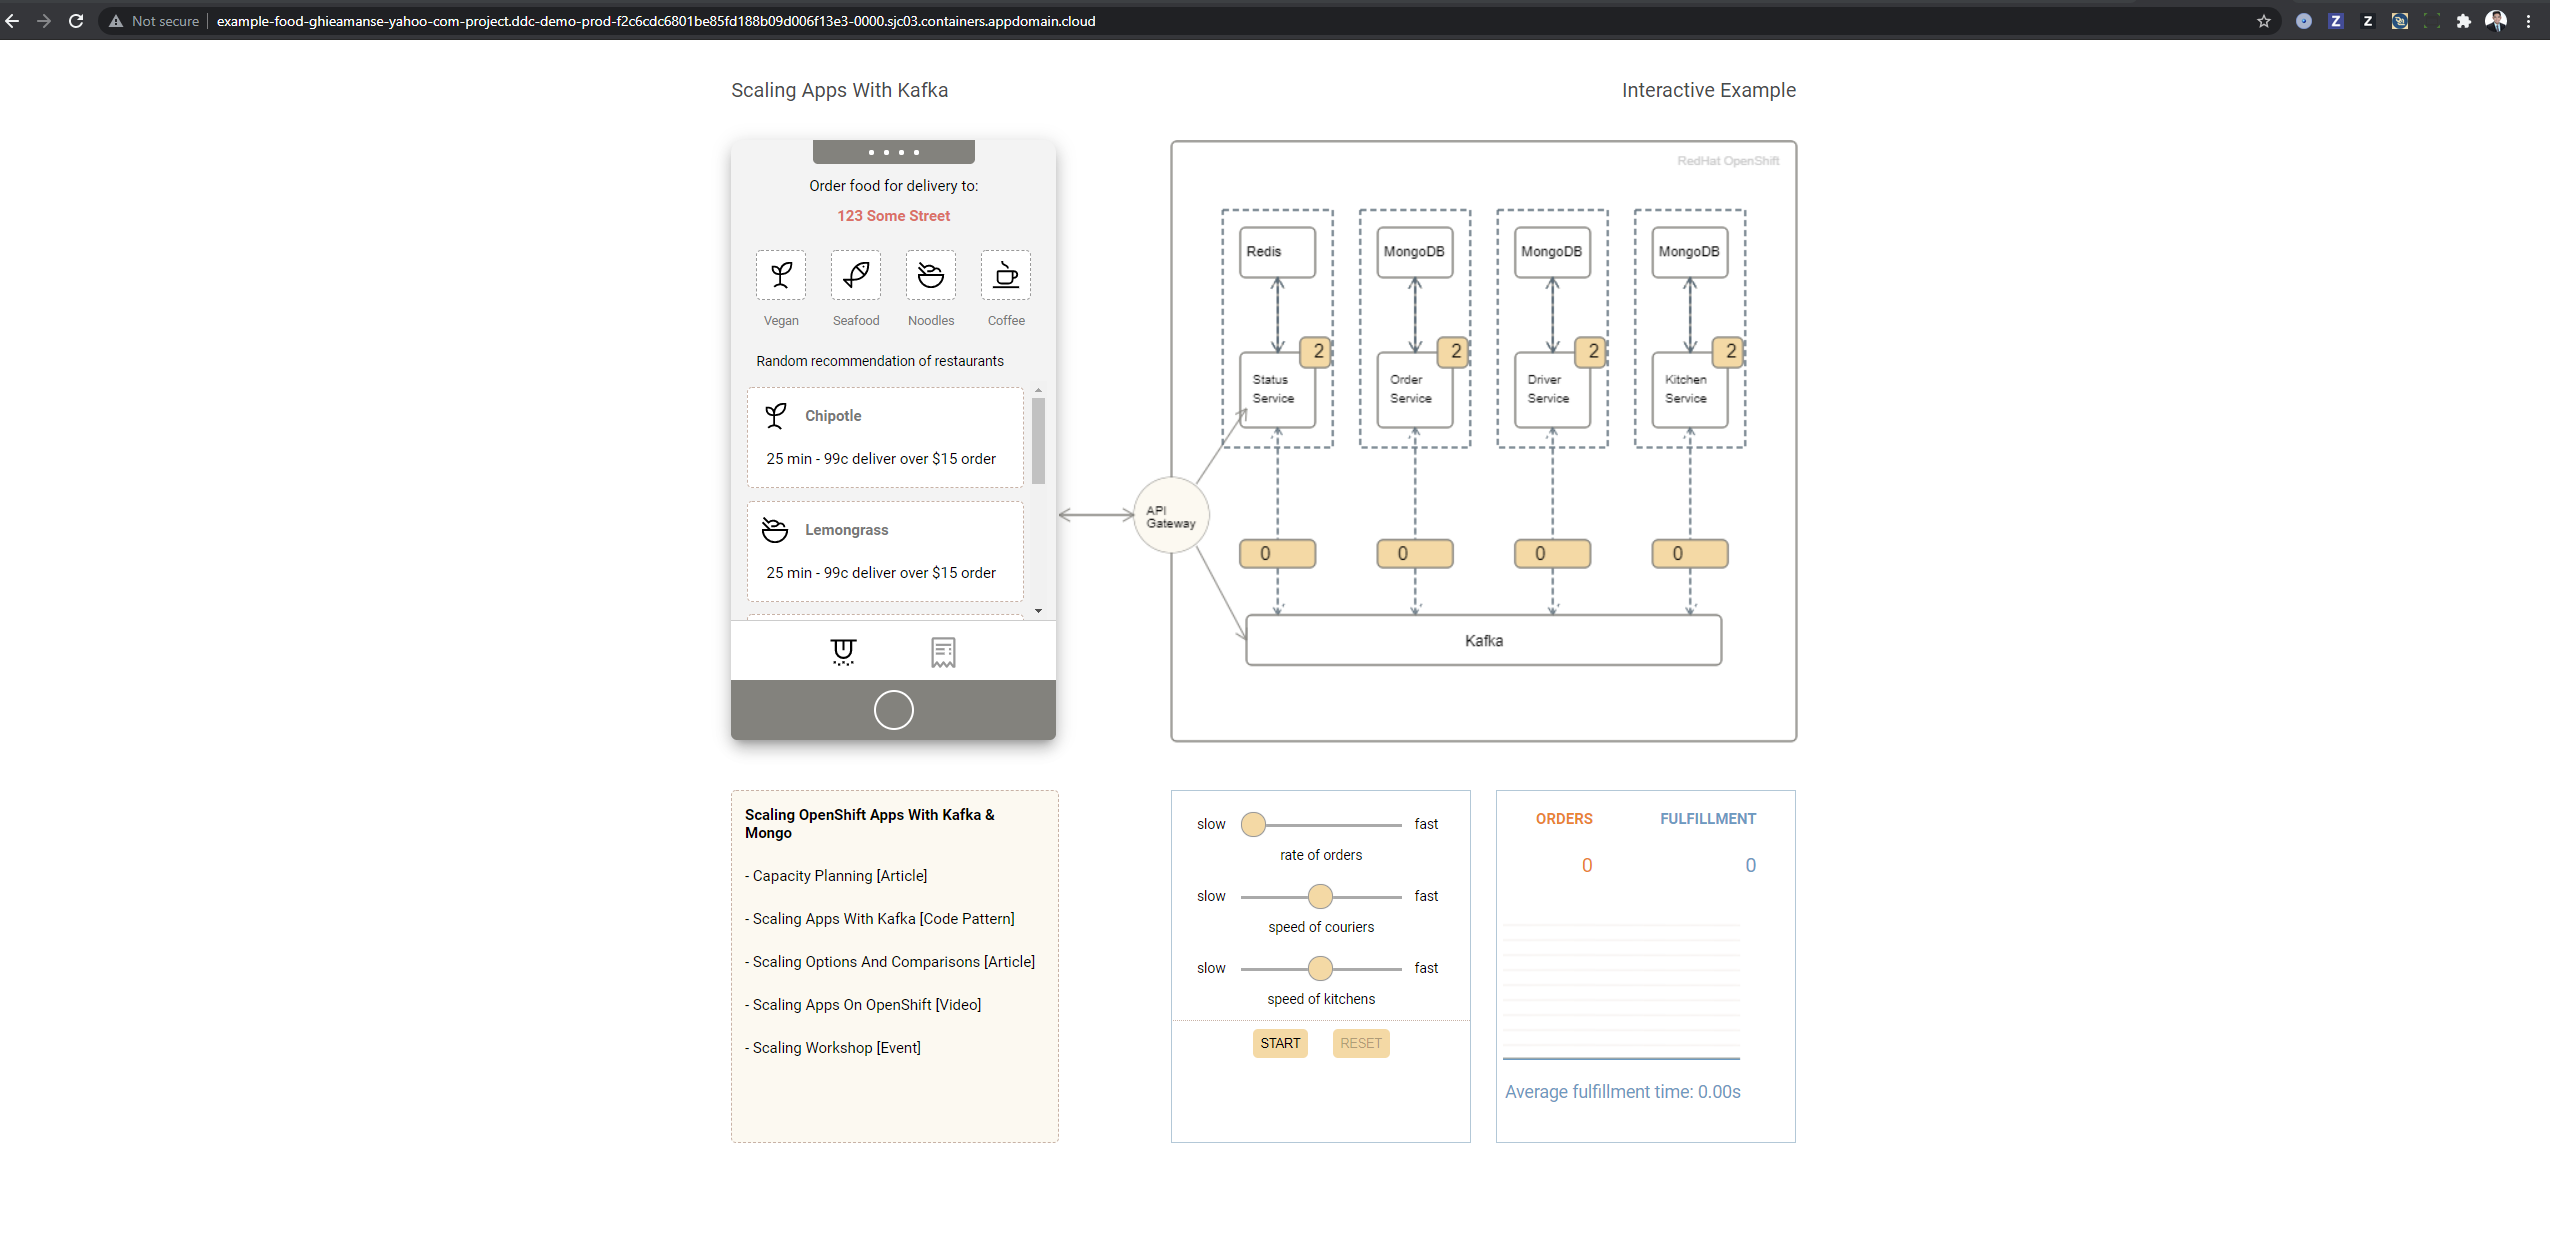 Not secure
example-food-ghieamanse-yahoo-com-project.ddc-demo-prod-f2c6cdc6801be85fd188b09d006f13e3-0000.sjc03.containers.appdomain.cloud
Z
Z
Scaling Apps With Kafka
Interactive Example
Order food for delivery to:
123 Some Street
Vegan
Seafood
Noodles
Coffee
Random recommendation of restaurants
Chipotle
25 min - 99c deliver over $15 order
Lemongrass
25 min - 99c deliver over $15 order
RedHat OpenShift
Redis
MongoDB
MongoDB
MongoDB
2
2
2
2
Status
Service
Order
Service
Driver
Service
Kitchen
Service
API
Gateway
0
0
0
0
Kafka
Scaling OpenShift Apps With Kafka &
Mongo
- Capacity Planning [Article]
- Scaling Apps With Kafka [Code Pattern]
- Scaling Options And Comparisons [Article]
- Scaling Apps On OpenShift [Video]
- Scaling Workshop [Event]
slow
fast
rate of orders
slow
fast
speed of couriers
slow
fast
speed of kitchens
START
RESET
ORDERS
FULFILLMENT
0
0
Average fulfillment time: 0.00s